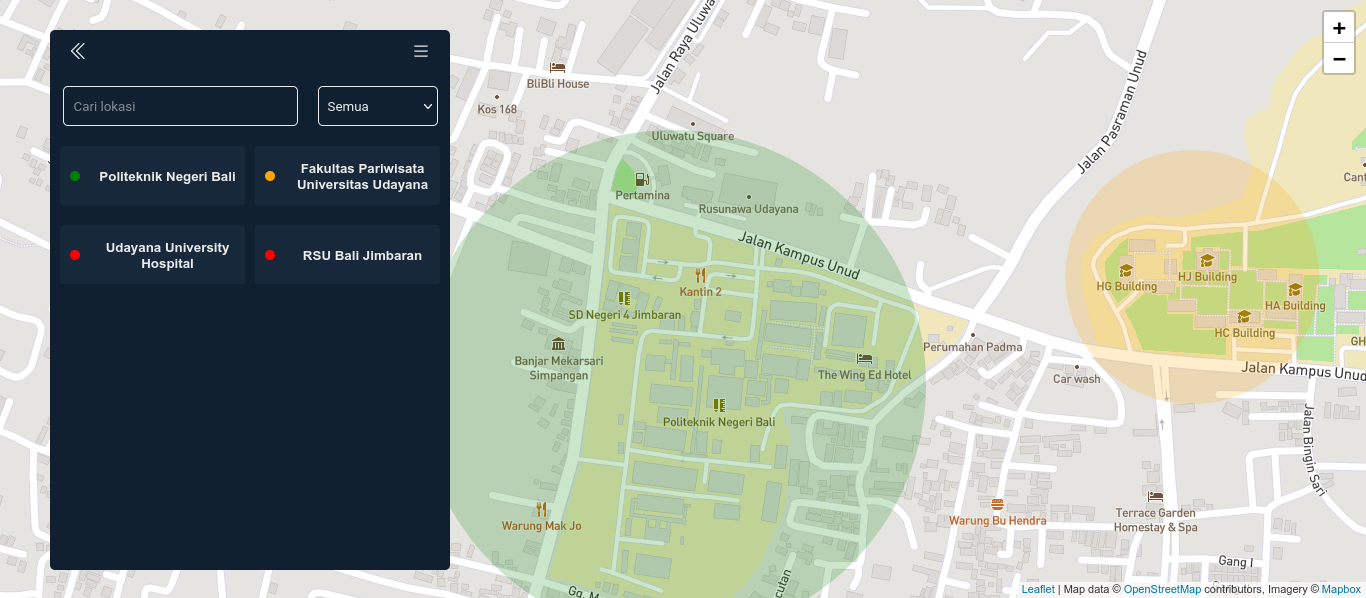 Cari lokasi
Semua
Politeknik Negeri Bali
Fakultas Pariwisata
Universitas Udayana
Udayana University
Hospital
RSU Bali Jimbaran
Jalan Raya Uluwa
BliBli House
Kos 168
Uluwatu Square
Jalan Pasraman Unud
+
−
Cant
Pertamina
Rusunawa Udayana
Jalan Kampus Unud
Kantin 2
SD Negeri 4 Jimbaran
HG Building
HJ Building
HA Building
HC Building
GH
Banjar Mekarsari
Simpangan
The Wing Ed Hotel
Perumahan Padma
Car wash
Jalan Kampus Unud
Politeknik Negeri Bali
Jalan Bingin Sari
Warung Mak Jo
Warung Bu Hendra
Terrace Garden
Homestay & Spa
Gang I
Gg. M
cutan
Leaflet | Map data © OpenStreetMap contributors, Imagery © Mapbox